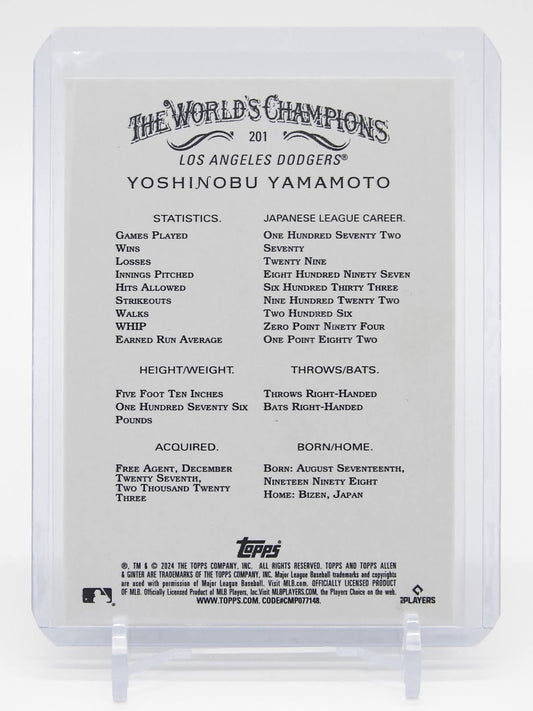 THE WORLD'S CHAMPIONS
201
LOS ANGELES DODGERS®
YOSHINOBU YAMAMOTO
STATISTICS. JAPANESE LEAGUE CAREER.
GAMES PLAYED ONE HUNDRED SEVENTY TWO
WINS SEVENTY
LOSSES TWENTY NINE
INNINGS PITCHED EIGHT HUNDRED NINETY SEVEN
HITS ALLOWED SIX HUNDRED THIRTY THREE
STRIKEOUTS NINE HUNDRED TWENTY TWO
WALKS TWO HUNDRED SIX
WHIP ZERO POINT NINETY FOUR
EARNED RUN AVERAGE ONE POINT EIGHTY TWO
HEIGHT/WEIGHT. THROWS/BATS.
FIVE FOOT TEN INCHES THROWS RIGHT-HANDED
ONE HUNDRED SEVENTY SIX BATS RIGHT-HANDED
POUNDS
ACQUIRED. BORN/HOME.
FREE AGENT, DECEMBER BORN: AUGUST SEVENTEENTH,
TWENTY SEVENTH, NINETEEN NINETY EIGHT
TWO THOUSAND TWENTY HOME: BIZEN, JAPAN
THREE
Topps
®, TM & © 2024 THE TOPPS COMPANY, INC. ALL RIGHTS RESERVED. TOPPS AND TOPPS ALLEN
& GINTER ARE TRADEMARKS OF THE TOPPS COMPANY, INC. Major League Baseball trademarks and copyrights
are used with permission of Major League Baseball. Visit MLB.com. OFFICIALLY LICENSED PRODUCT
OF MLB. Officially Licensed Product of MLB Players, Inc. Visit MLBPLAYERS.COM, the Players Choice on the web.
WWW.TOPPS.COM. CODE#CMP077148.
PLAYERS